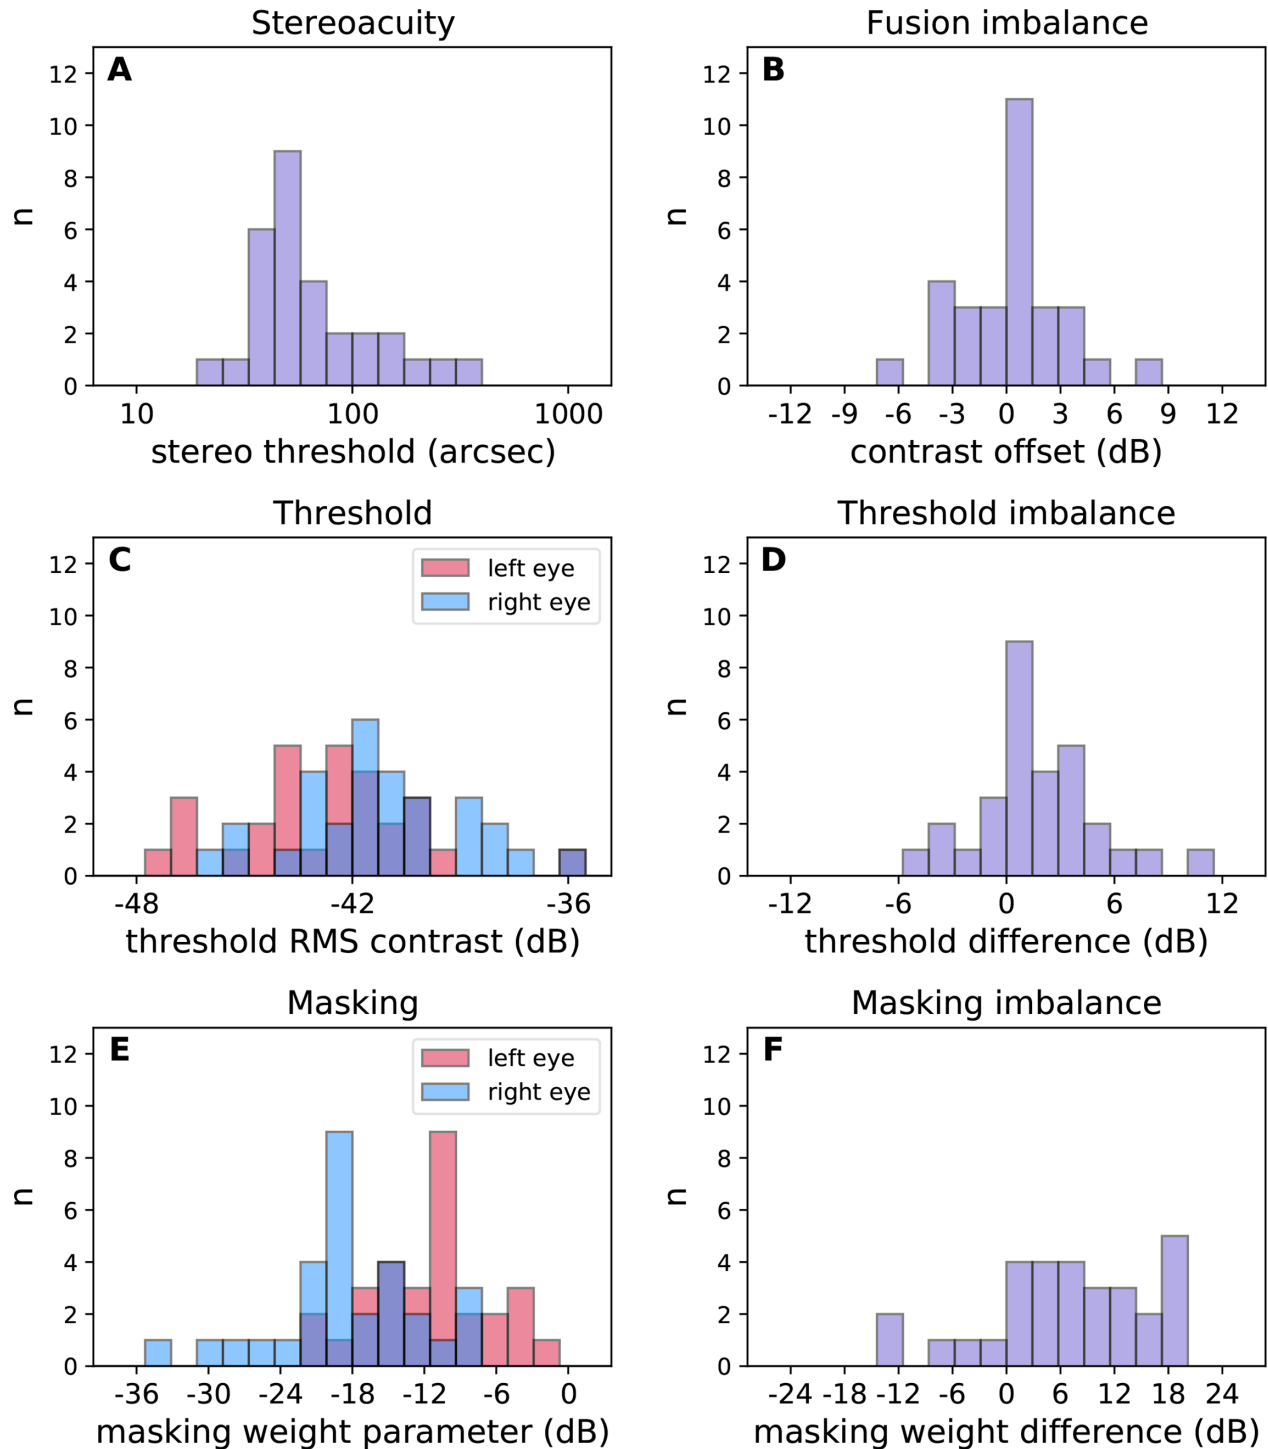 Stereoacuity
A
12
10
8
6
4
2
0
n
10 100 1000
stereo threshold (arcsec)
Fusion imbalance
B
12
10
8
6
4
2
0
n
-12 -9 -6 -3 0 3 6 9 12
contrast offset (dB)
Threshold
C
left eye
right eye
12
10
8
6
4
2
0
n
-48 -42 -36
threshold RMS contrast (dB)
Threshold imbalance
D
12
10
8
6
4
2
0
n
-12 -6 0 6 12
threshold difference (dB)
Masking
E
left eye
right eye
12
10
8
6
4
2
0
n
-36 -30 -24 -18 -12 -6 0
masking weight parameter (dB)
Masking imbalance
F
12
10
8
6
4
2
0
n
-24 -18 -12 -6 0 6 12 18 24
masking weight difference (dB)